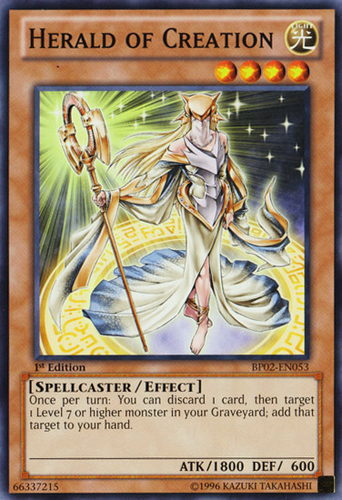 HERALD OF CREATION
LIGHT
光
1st Edition
BP02-EN053
[SPELLCASTER / EFFECT]
Once per turn: You can discard 1 card, then target
1 Level 7 or higher monster in your Graveyard; add that
target to your hand.
ATK/1800 DEF/ 600
66337215
©1996 KAZUKI TAKAHASHI